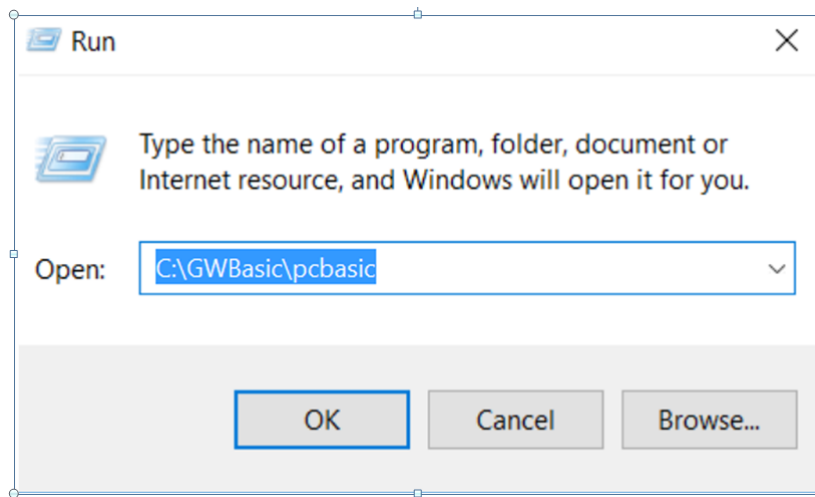 Run
Type the name of a program, folder, document or
Internet resource, and Windows will open it for you.
Open: C:\GWBasic\pcbasic
OK Cancel Browse...